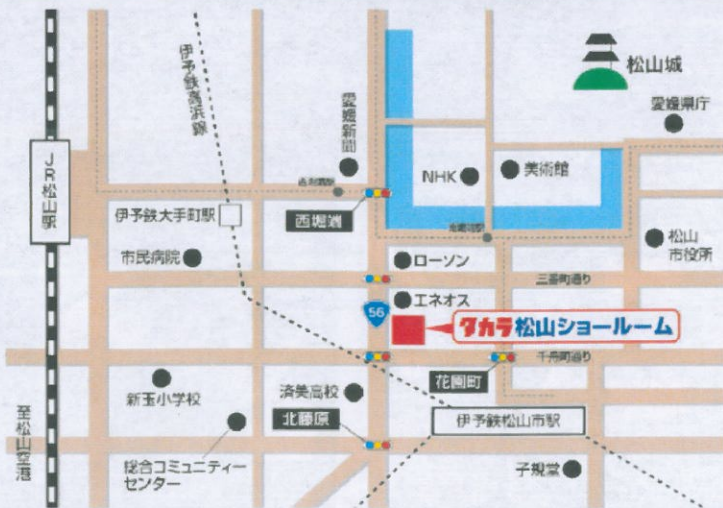 松山城
愛媛県庁
伊予鉄高浜線
愛媛新聞
JR松山駅
NHK
美術館
伊予鉄大手町駅
西堀端
市民病院
ローソン
松山
市役所
三番町通り
エネオス
56
タカラ松山ショールーム
千舟町通り
新玉小学校
済美高校
花園町
北藤原
伊予鉄松山市駅
至松山空港
総合コミュニティー
センター
子規堂